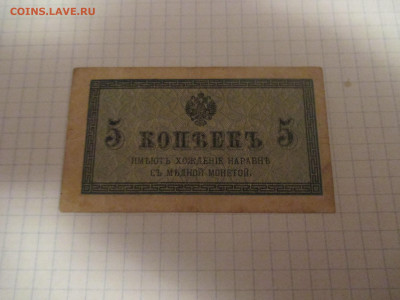 COINS.LAVE.RU
5 КОПѢЕКЪ 5
ИМѢЮТЪ ХОЖДЕНІЕ НАРАВНѢ
СЪ МѢДНОЙ МОНЕТОЙ.